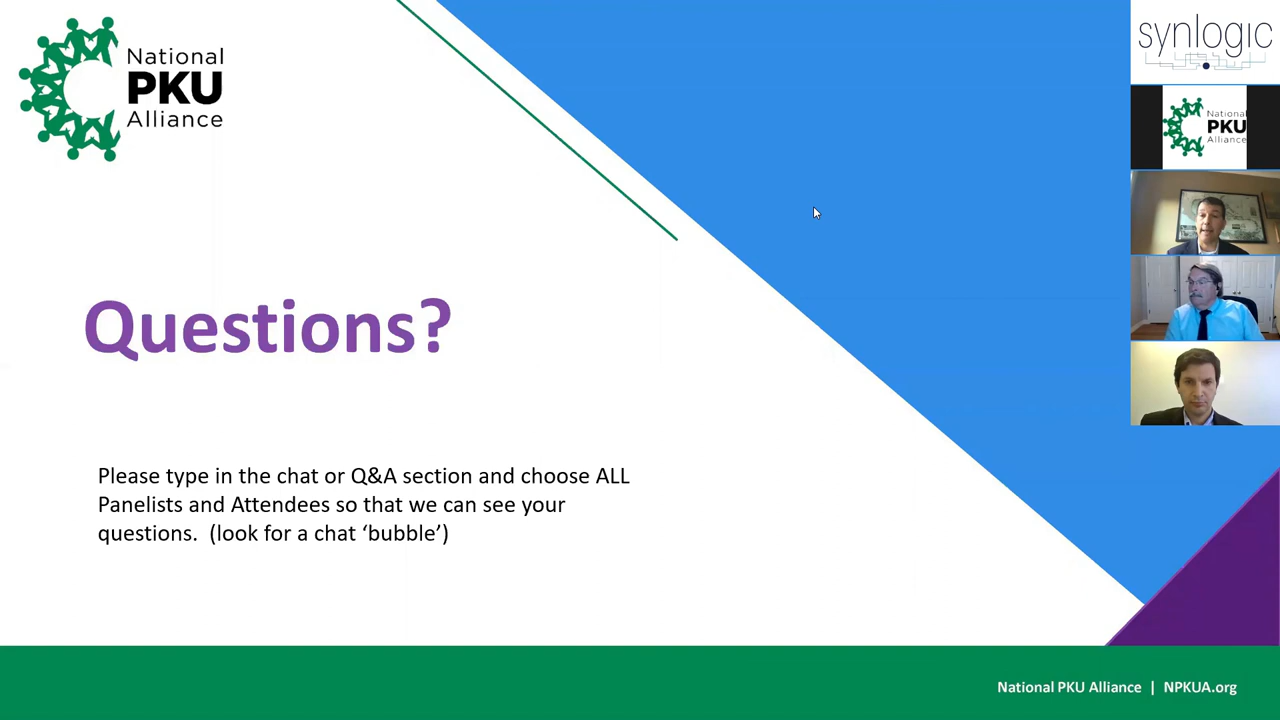 National
PKU
Alliance
Questions?
Please type in the chat or Q&A section and choose ALL
Panelists and Attendees so that we can see your
questions.  (look for a chat ‘bubble’)
National PKU Alliance | NPKUA.org
synlogic
National
PKU
Alliance